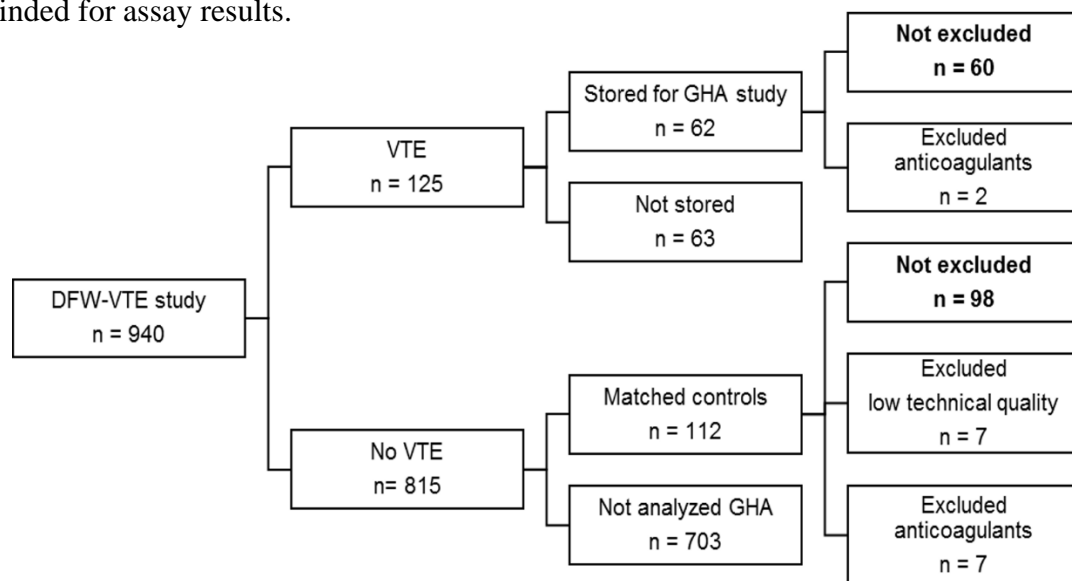 inded for assay results.
Not excluded
n = 60
Stored for GHA study
n = 62
Excluded
anticoagulants
n = 2
VTE
n = 125
Not stored
n = 63
Not excluded
n = 98
DFW-VTE study
n = 940
Excluded
low technical quality
n = 7
Matched controls
n = 112
No VTE
n= 815
Not analyzed GHA
n = 703
Excluded
anticoagulants
n = 7